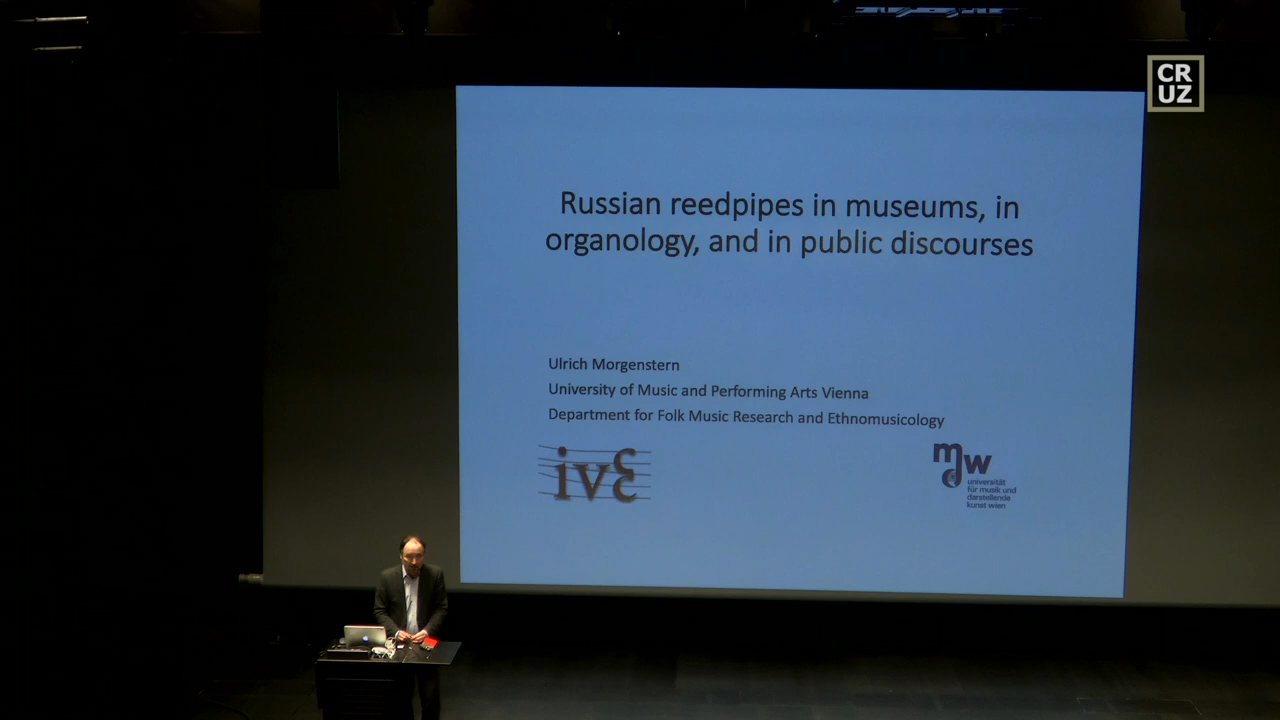 CR
UZ
Russian reedpipes in museums, in
organology, and in public discourses
Ulrich Morgenstern
University of Music and Performing Arts Vienna
Department for Folk Music Research and Ethnomusicology
ivɛ
mdw
universität
für musik und
darstellende
kunst wien